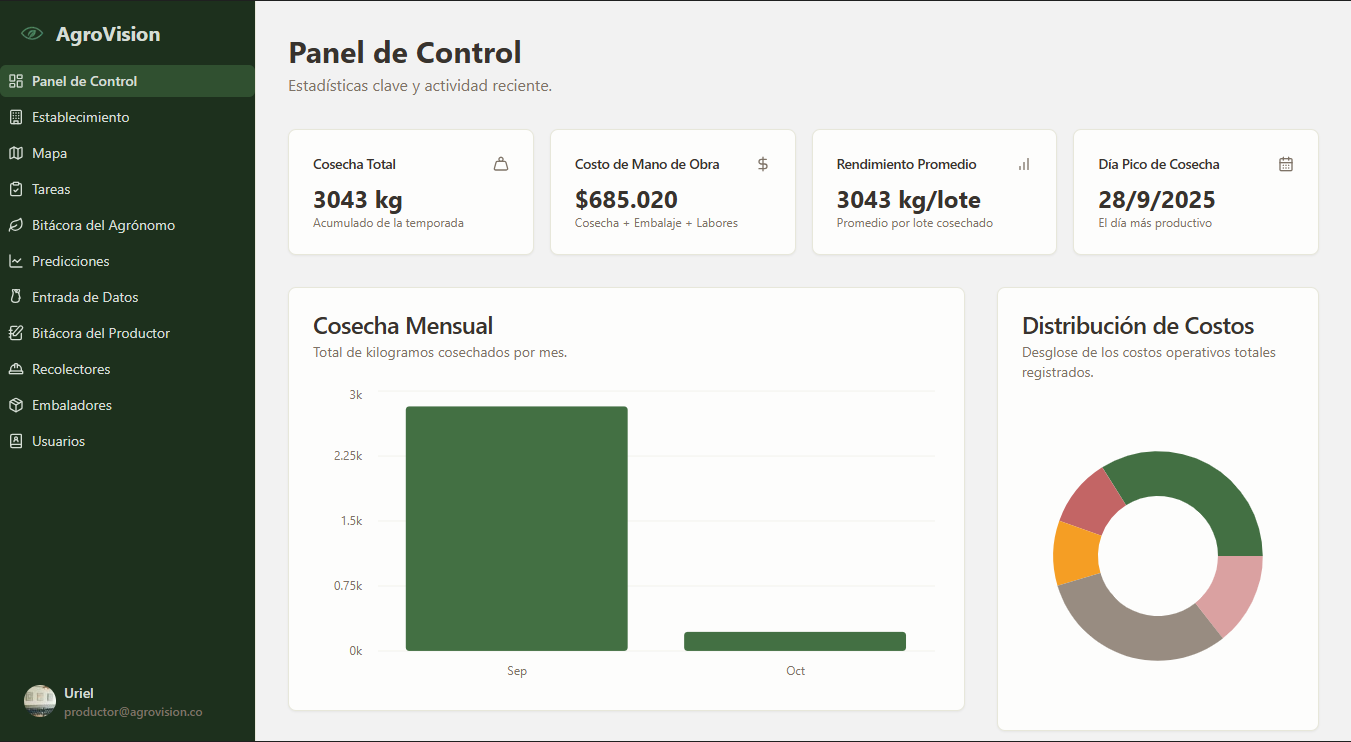 AgroVision
Panel de Control
Establecimiento
Mapa
Tareas
Bitácora del Agrónomo
Predicciones
Entrada de Datos
Bitácora del Productor
Recolectores
Embaladores
Usuarios
Uriel
productor@agrovision.co
Panel de Control
Estadísticas clave y actividad reciente.
Cosecha Total
3043 kg
Acumulado de la temporada
Costo de Mano de Obra
$685.020
Cosecha + Embalaje + Labores
Rendimiento Promedio
3043 kg/lote
Promedio por lote cosechado
Día Pico de Cosecha
28/9/2025
El día más productivo
Cosecha Mensual
Total de kilogramos cosechados por mes.
3k
2.25k
1.5k
0.75k
0k
Sep
Oct
Distribución de Costos
Desglose de los costos operativos totales
registrados.